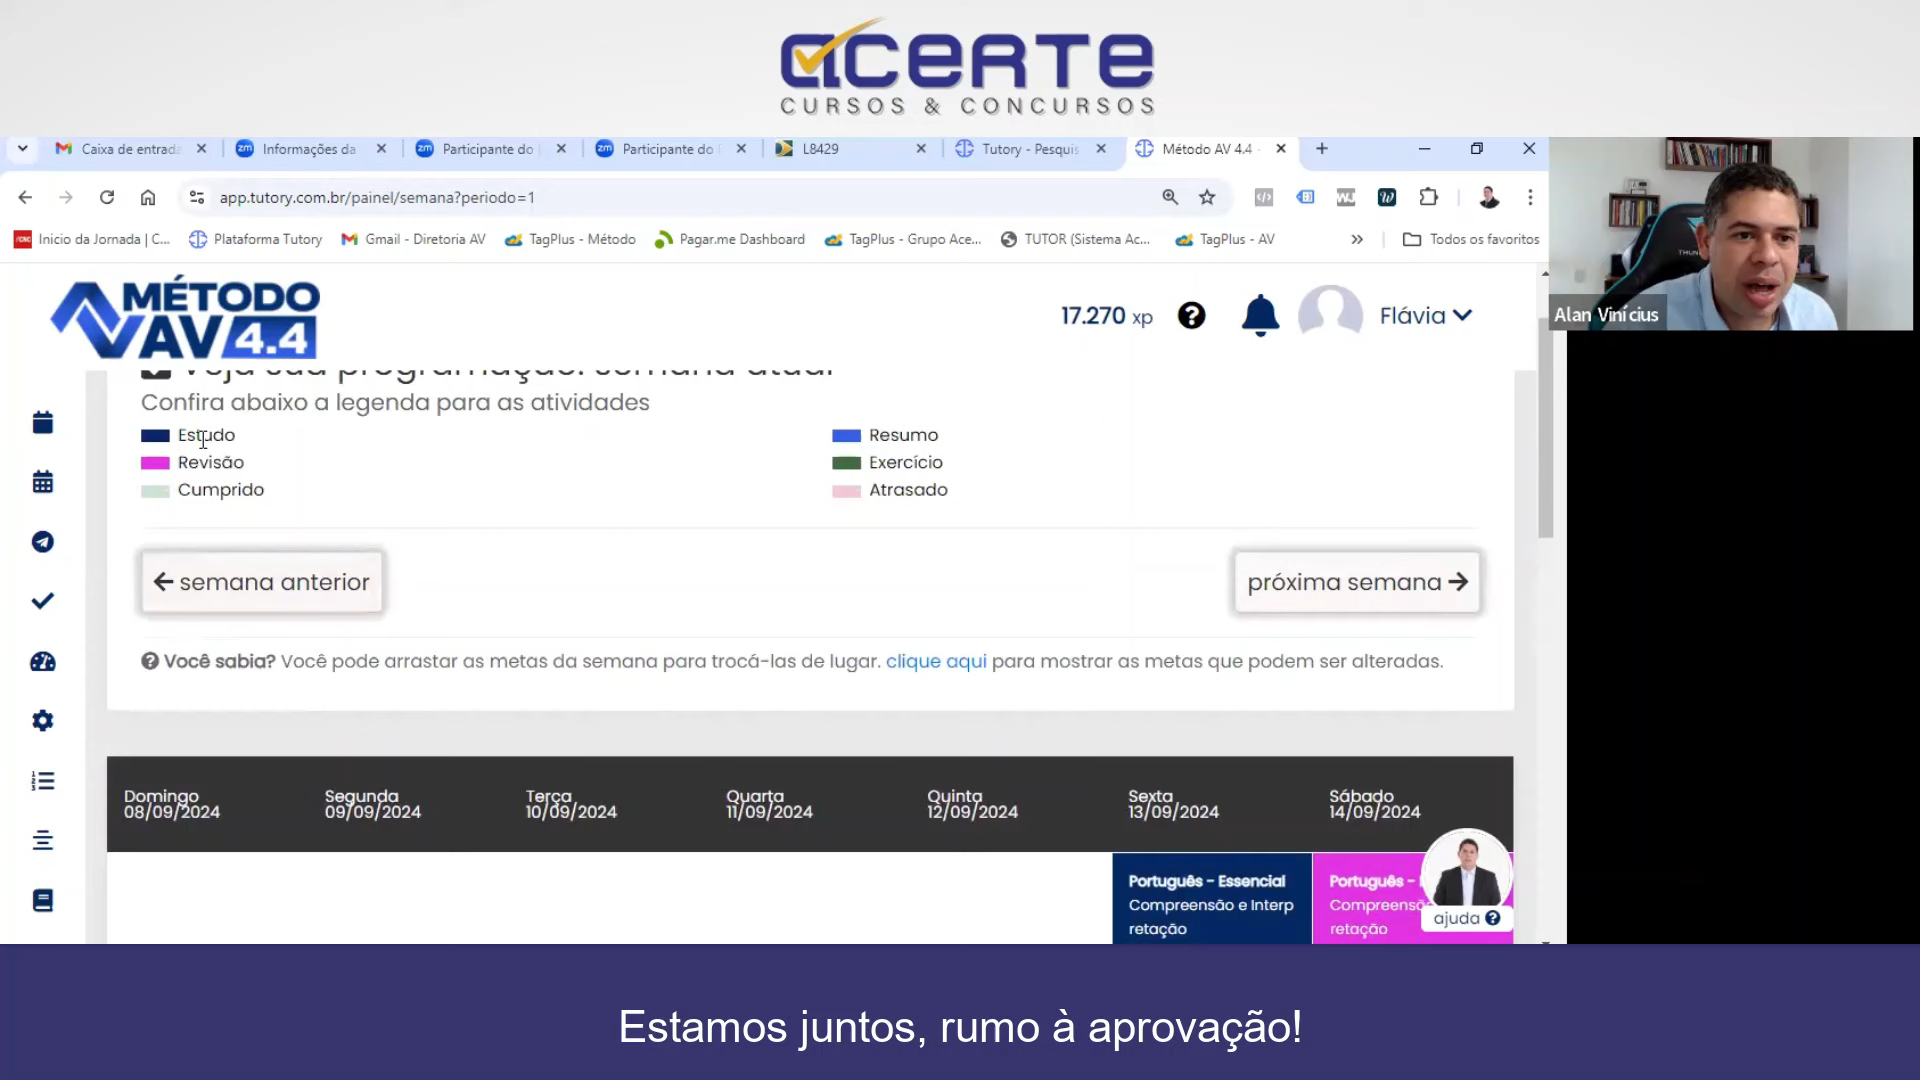 aCERTE
CURSOS & CONCURSOS
Caixa de entrada
Informações da
Participante do
Participante do
L8429
Tutory - Pesquis
Método AV 4.4 -
app.tutory.com.br/painel/semana?periodo=1
Inicio da Jornada | C...
Plataforma Tutory
Gmail - Diretoria AV
TagPlus - Método
Pagar.me Dashboard
TagPlus - Grupo Ace...
TUTOR (Sistema Ac...
TagPlus - AV
»
Todos os favoritos
MÉTODO
AV 4.4
17.270 xp
Flávia
Alan Vinícius
Veja sua programação: semana atual
Confira abaixo a legenda para as atividades
Estudo
Resumo
Revisão
Exercício
Cumprido
Atrasado
← semana anterior
próxima semana →
Você sabia? Você pode arrastar as metas da semana para trocá-las de lugar. clique aqui para mostrar as metas que podem ser alteradas.
Domingo
08/09/2024
Segunda
09/09/2024
Terça
10/09/2024
Quarta
11/09/2024
Quinta
12/09/2024
Sexta
13/09/2024
Sábado
14/09/2024
Português - Essencial
Compreensão e Interp
retação
Português -
Compreensã
retação
ajuda ?
Estamos juntos, rumo à aprovação!